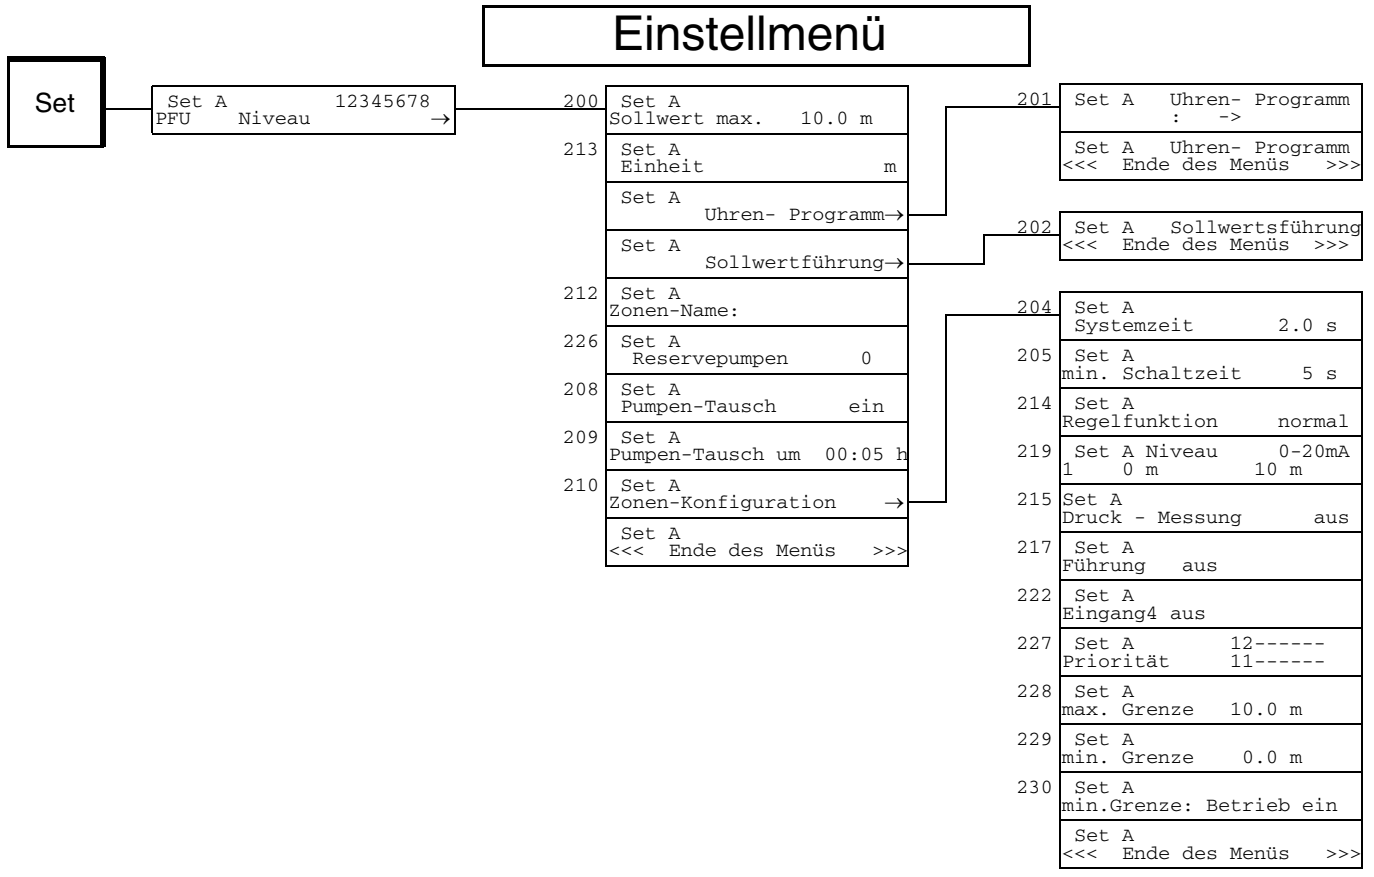 Einstellmenü
Set
Set A 12345678
PFU Niveau →
200 Set A
Sollwert max. 10.0 m
213 Set A
Einheit m
Set A
Uhren- Programm→
Set A
Sollwertführung→
212 Set A
Zonen-Name:
226 Set A
Reservepumpen 0
208 Set A
Pumpen-Tausch ein
209 Set A
Pumpen-Tausch um 00:05 h
210 Set A
Zonen-Konfiguration →
Set A
<<< Ende des Menüs >>>
201 Set A Uhren- Programm
: ->
Set A Uhren- Programm
<<< Ende des Menüs >>>
202 Set A Sollwertsführung
<<< Ende des Menüs >>>
204 Set A
Systemzeit 2.0 s
205 Set A
min. Schaltzeit 5 s
214 Set A
Regelfunktion normal
219 Set A Niveau 0-20mA
1 0 m 10 m
215 Set A
Druck - Messung aus
217 Set A
Führung aus
222 Set A
Eingang4 aus
227 Set A 12------
Priorität 11------
228 Set A
max. Grenze 10.0 m
229 Set A
min. Grenze 0.0 m
230 Set A
min.Grenze: Betrieb ein
Set A
<<< Ende des Menüs >>>